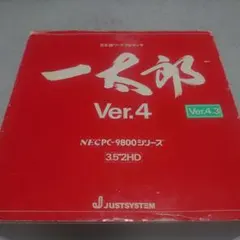 日本語ワードプロセッサ
一太郎
Ver.4
Ver.4.3
NEC PC-9800シリーズ
3.5"2HD
JUSTSYSTEM